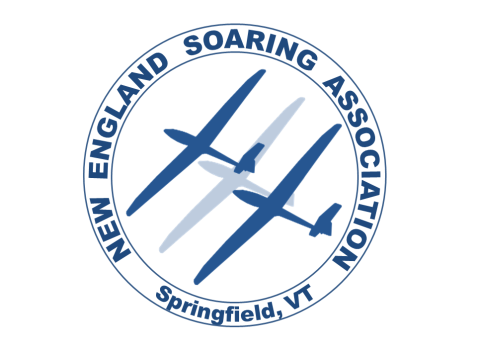 NEW ENGLAND SOARING ASSOCIATION
Springfield, VT